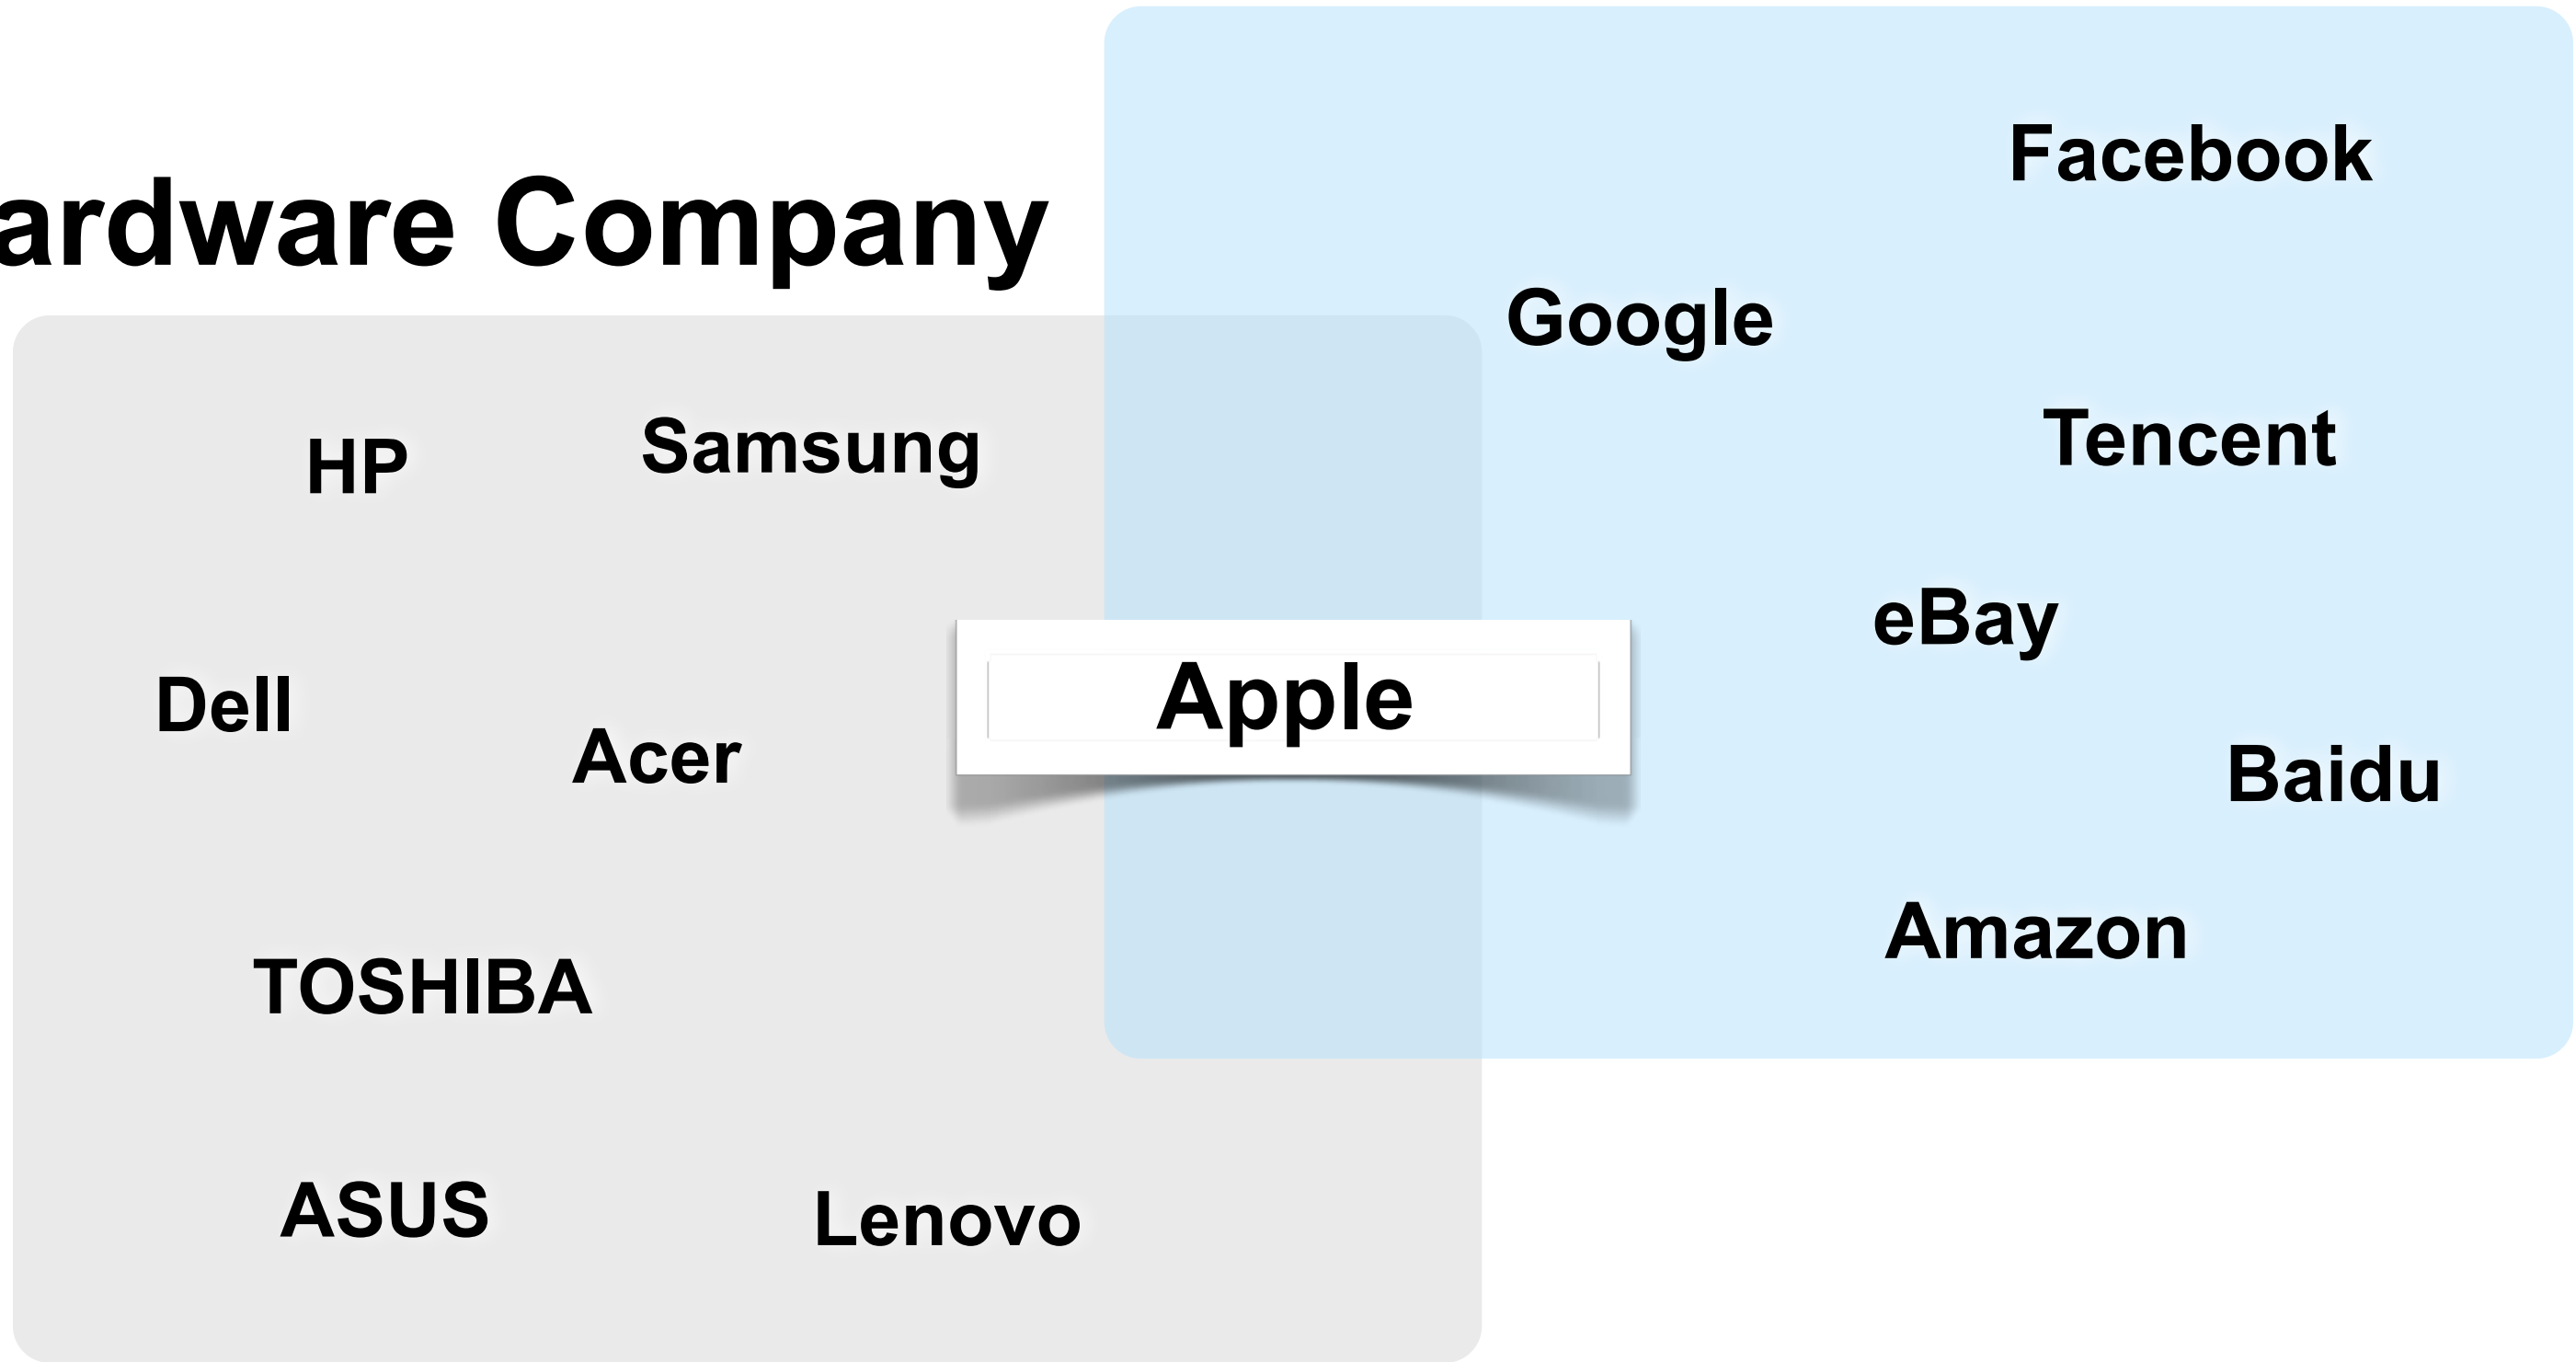 ardware Company
HP
Samsung
Dell
Acer
TOSHIBA
ASUS
Lenovo
Apple
Facebook
Google
Tencent
eBay
Baidu
Amazon